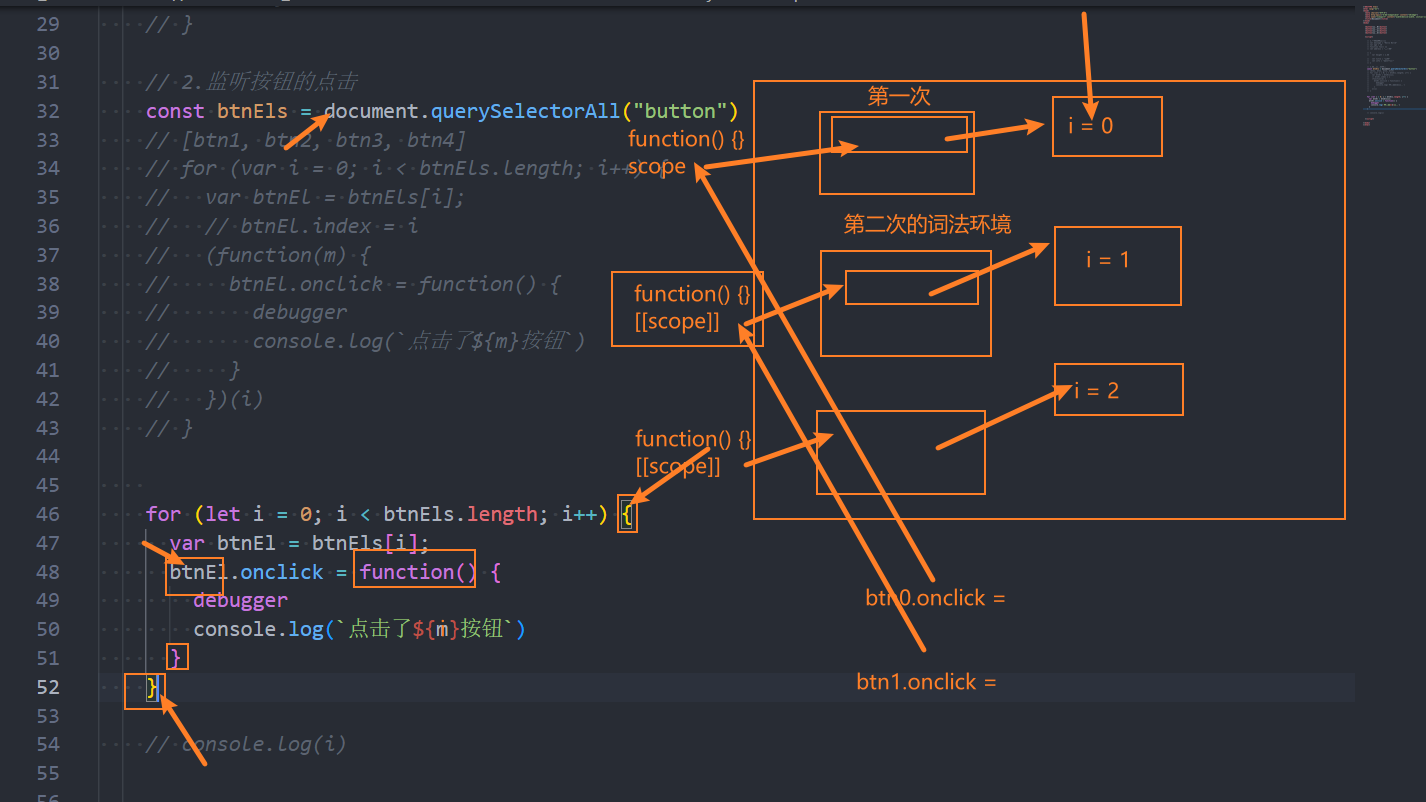 29 // }
30
31 // 2.监听按钮的点击
32 const btnEls = document.querySelectorAll("button")
33 // [btn1, btn2, btn3, btn4]
34 // for (var i = 0; i < btnEls.length; i++) {
35 // var btnEl = btnEls[i];
36 // // btnEl.index = i
37 // (function(m) {
38 // btnEl.onclick = function() {
39 // debugger
40 // console.log(`点击了${m}按钮`)
41 // }
42 // })(i)
43 // }
44
45
46 for (let i = 0; i < btnEls.length; i++) {
47 var btnEl = btnEls[i];
48 btnEl.onclick = function() {
49 debugger
50 console.log(`点击了${}按钮`)
51 }
52 }
53
54 // console.log(i)
55
56
第一次
function() {}
scope
i = 0
第二次的词法环境
function() {}
[[scope]]
i = 1
function() {}
[[scope]]
i = 2
btn0.onclick =
btn1.onclick =